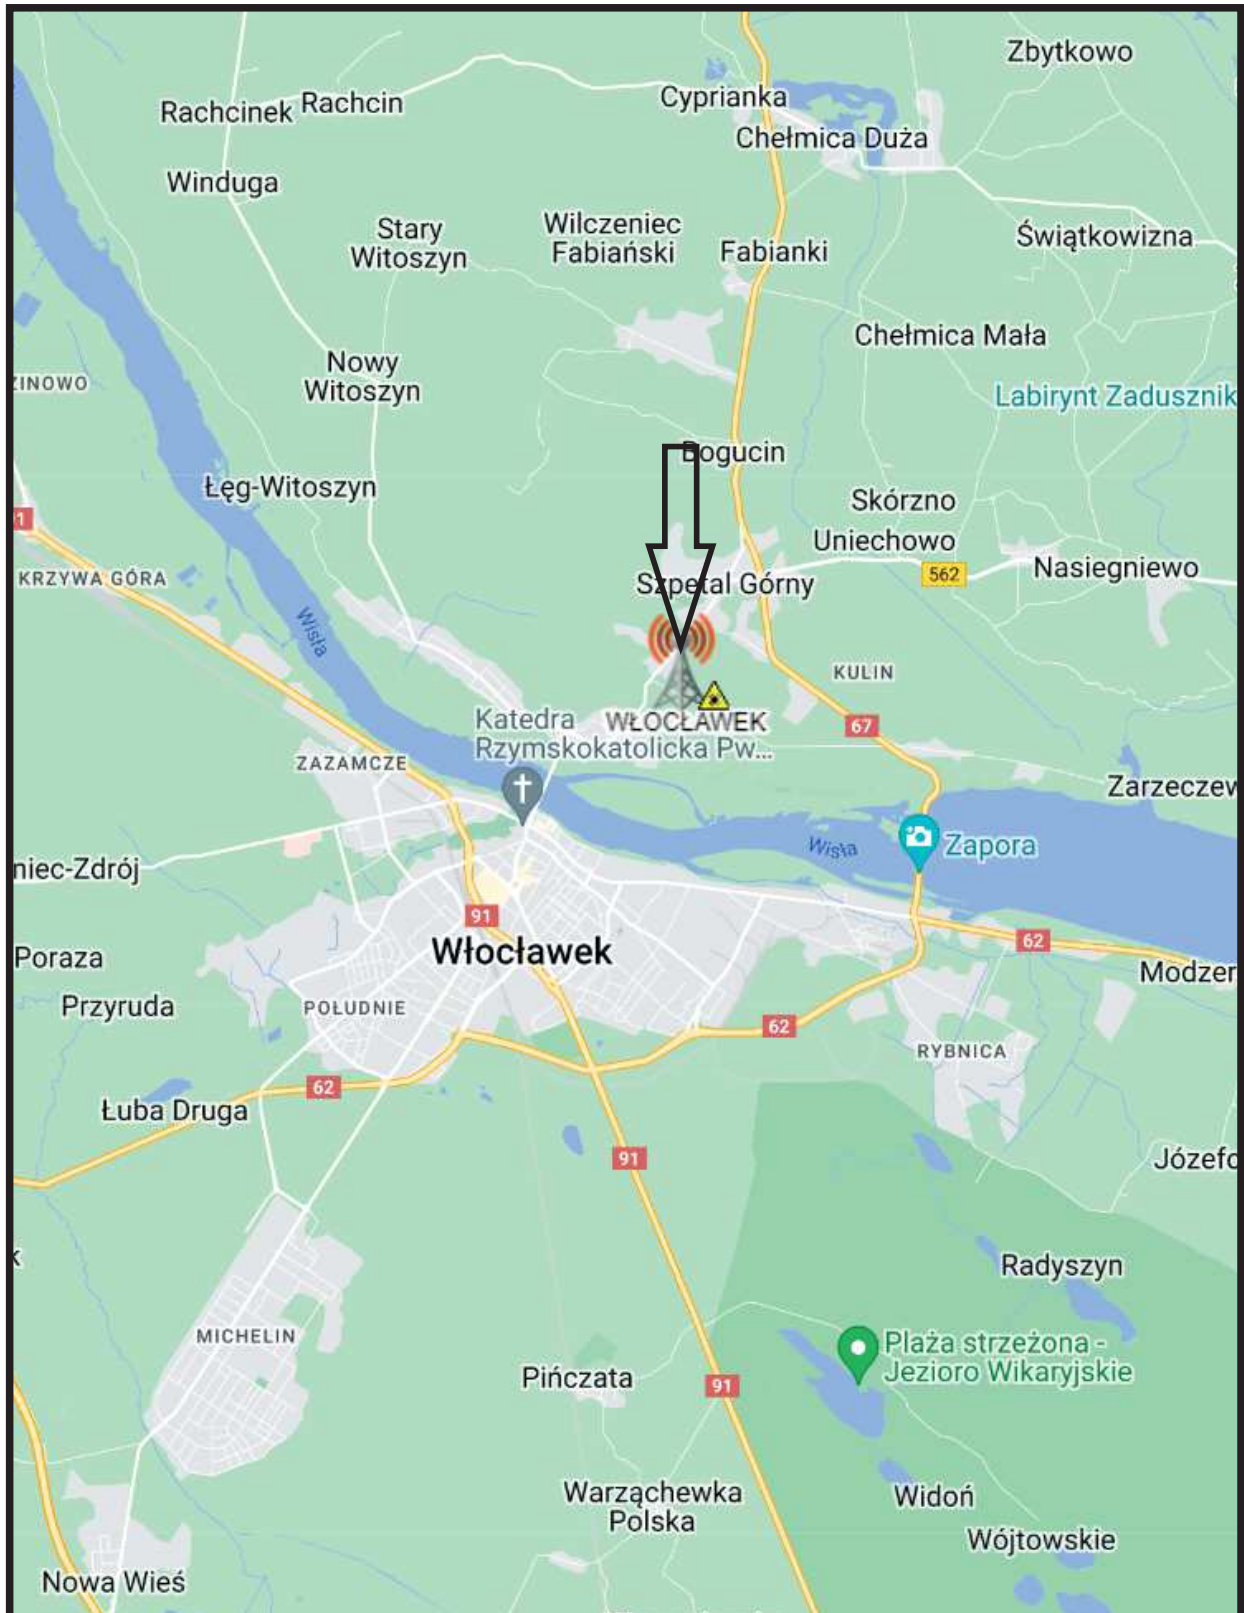 Zbytkowo
Rachcinek
Rachcin
Cyprianka
Chełmica Duża
Winduga
Stary
Witoszyn
Wilczeniec
Fabiański
Fabianki
Świątkowizna
Chełmica Mała
Nowy
Witoszyn
ZINOWO
Labirynt Zadusznik
Bogucin
Łęg-Witoszyn
Skórzno
Uniechowo
91
KRZYWA GÓRA
Szpetal Górny
562
Nasiegniewo
Wisła
KULIN
Katedra
Rzymskokatolicka Pw...
WŁOCŁAWEK
67
ZAZAMCZE
Zarzeczew
Wisła
Zapora
niec-Zdrój
91
Włocławek
62
Poraza
Modzer
Przyruda
POŁUDNIE
62
RYBNICA
62
Łuba Druga
91
Józefo
k
Radyszyn
MICHELIN
Plaża strzeżona -
Jezioro Wikaryjskie
Pińczata
91
Warząchewka
Polska
Widoń
Wójtowskie
Nowa Wieś